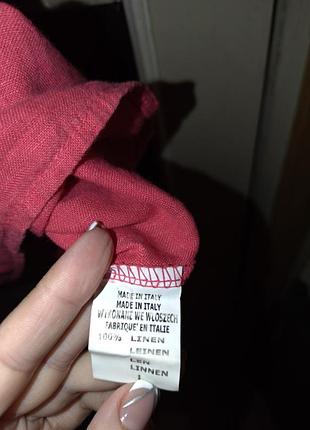 MADE IN ITALY
MADE IN ITALY
WYKONANE WE WŁOSZECH
FABRIQUE' EN ITALIE
100% LINEN
LEINEN
LEN
LINNEN